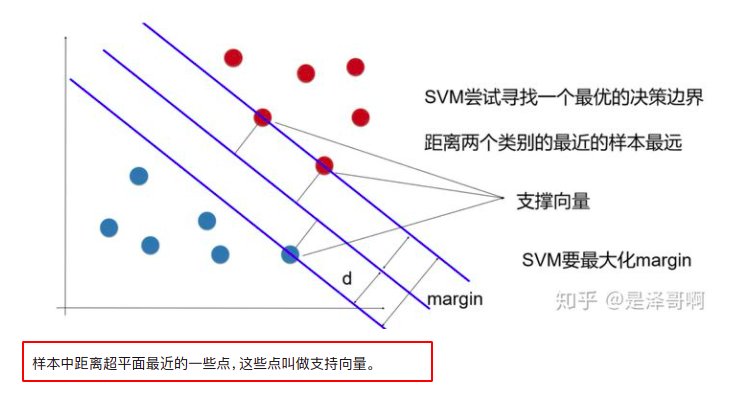 SVM尝试寻找一个最优的决策边界
距离两个类别的最近的样本最远
支撑向量
SVM要最大化margin
d
margin
知乎 @是泽哥啊
样本中距离超平面最近的一些点，这些点叫做支持向量。